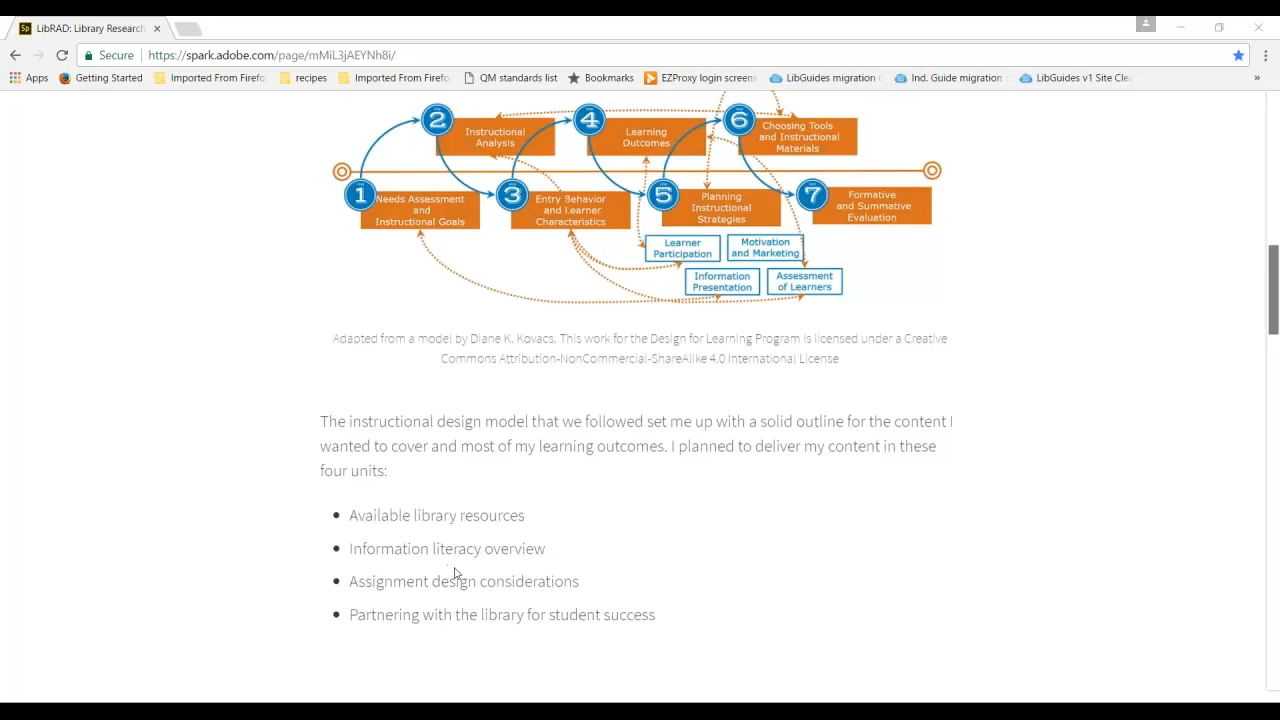 Sp LibRAD: Library Research
Secure https://spark.adobe.com/page/mMiL3jAEYNh8i/
Apps Getting Started Imported From Firefo recipes Imported From Firefo QM standards list Bookmarks EZProxy login screens LibGuides migration Ind. Guide migration LibGuides v1 Site Cle »
2 Instructional Analysis
4 Learning Outcomes
6 Choosing Tools and Instructional Materials
1 Needs Assessment and Instructional Goals
3 Entry Behavior and Learner Characteristics
5 Planning Instructional Strategies
7 Formative and Summative Evaluation
Learner Participation
Motivation and Marketing
Information Presentation
Assessment of Learners
Adapted from a model by Diane K. Kovacs. This work for the Design for Learning Program is licensed under a Creative
Commons Attribution-NonCommercial-ShareAlike 4.0 International License
The instructional design model that we followed set me up with a solid outline for the content I
wanted to cover and most of my learning outcomes. I planned to deliver my content in these
four units:
• Available library resources
• Information literacy overview
• Assignment design considerations
• Partnering with the library for student success